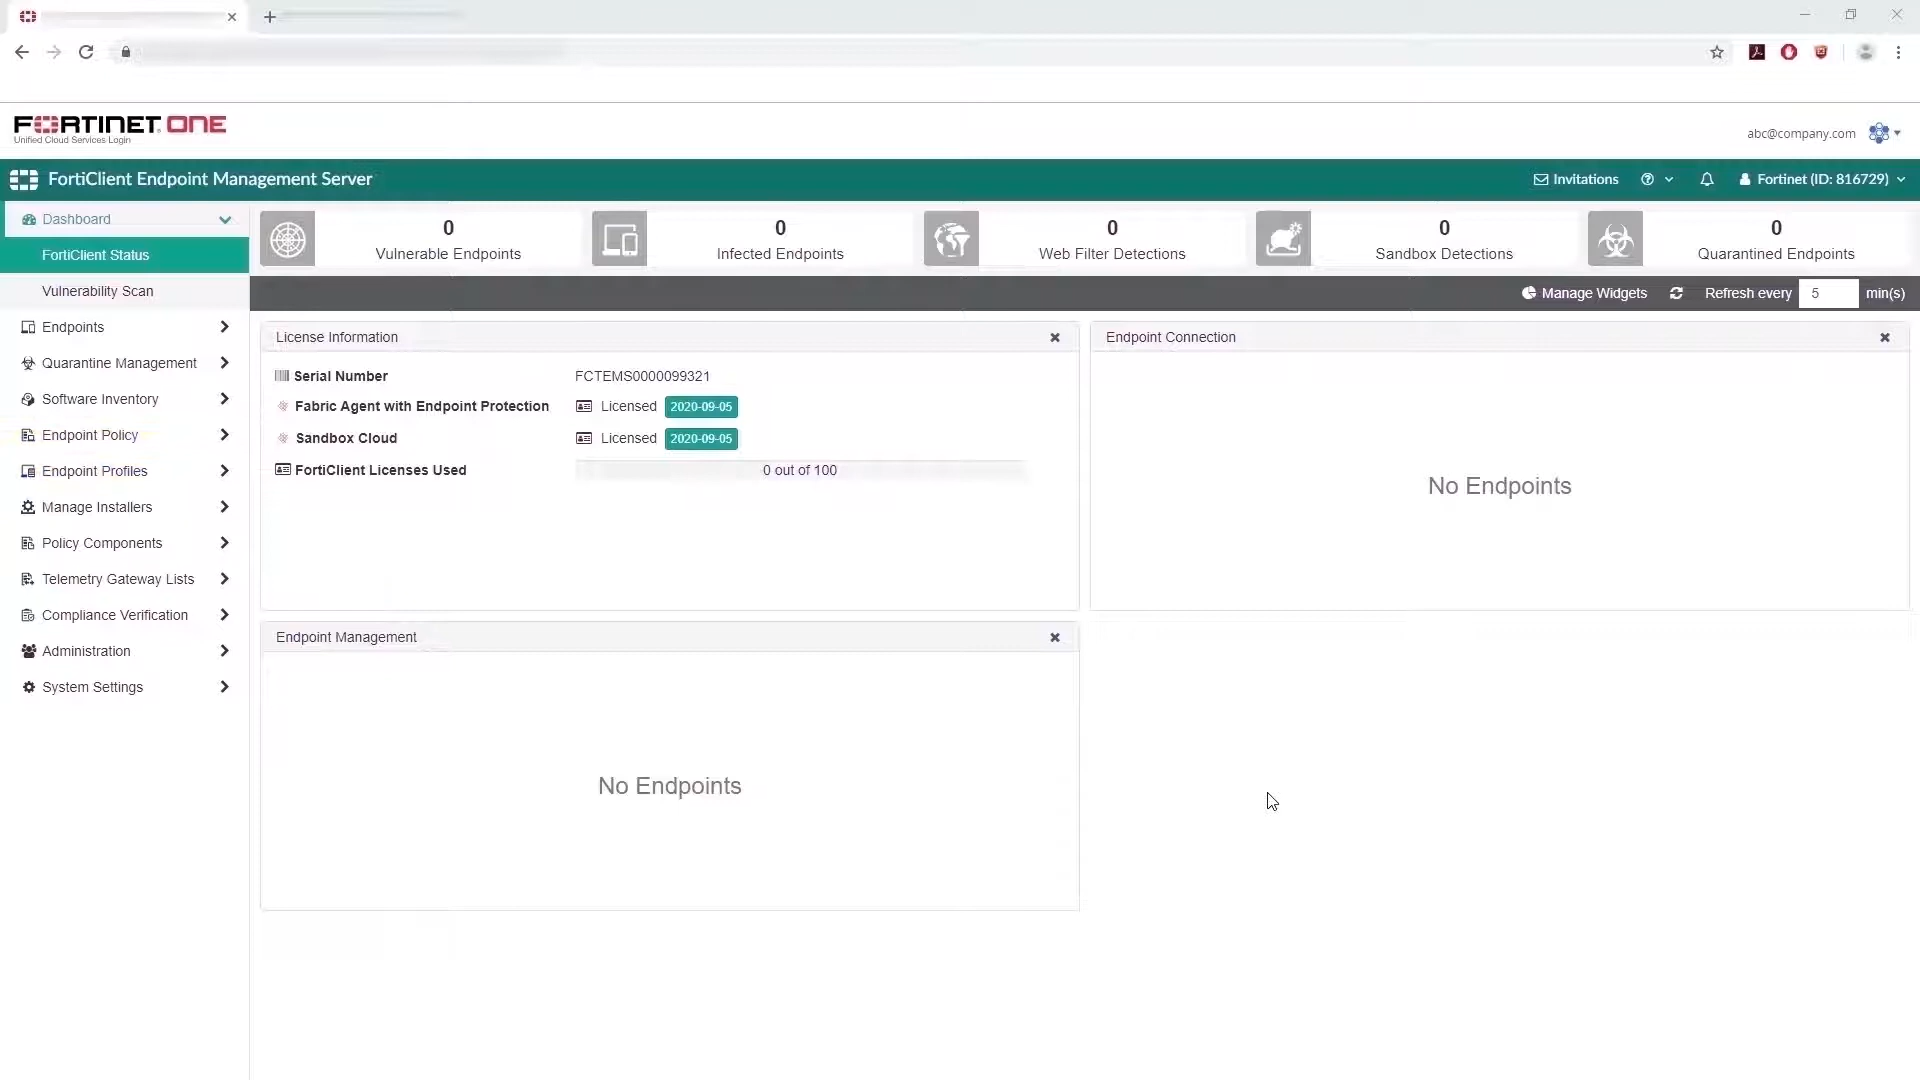 FORTINET ONE
Unified Cloud Services Login
abc@company.com
FortiClient Endpoint Management Server
Invitations
Fortinet (ID: 816729)
Dashboard
FortiClient Status
Vulnerability Scan
Endpoints
Quarantine Management
Software Inventory
Endpoint Policy
Endpoint Profiles
Manage Installers
Policy Components
Telemetry Gateway Lists
Compliance Verification
Administration
System Settings
0
Vulnerable Endpoints
0
Infected Endpoints
0
Web Filter Detections
0
Sandbox Detections
0
Quarantined Endpoints
Manage Widgets
Refresh every 5 min(s)
License Information
Serial Number FCTEMS0000099321
Fabric Agent with Endpoint Protection Licensed 2020-09-05
Sandbox Cloud Licensed 2020-09-05
FortiClient Licenses Used 0 out of 100
Endpoint Connection
No Endpoints
Endpoint Management
No Endpoints